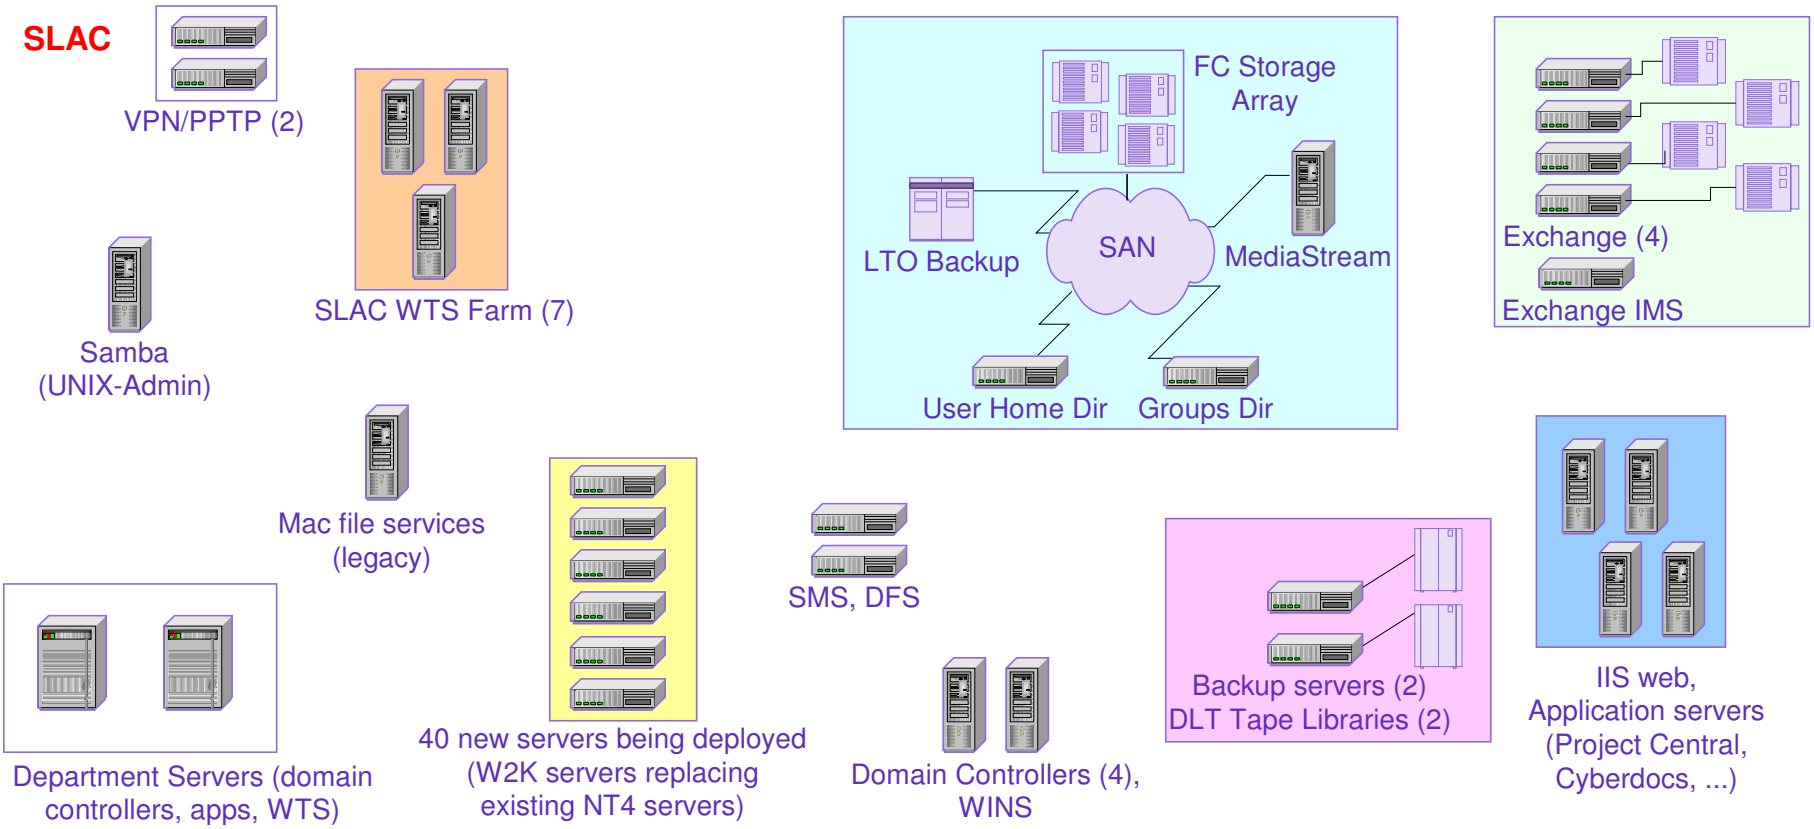 SLAC
VPN/PPTP (2)
SLAC WTS Farm (7)
Samba
(UNIX-Admin)
Mac file services
(legacy)
Department Servers (domain
controllers, apps, WTS)
40 new servers being deployed
(W2K servers replacing
existing NT4 servers)
SMS, DFS
Domain Controllers (4),
WINS
FC Storage
Array
LTO Backup
SAN
MediaStream
User Home Dir
Groups Dir
Backup servers (2)
DLT Tape Libraries (2)
Exchange (4)
Exchange IMS
IIS web,
Application servers
(Project Central,
Cyberdocs, ...)